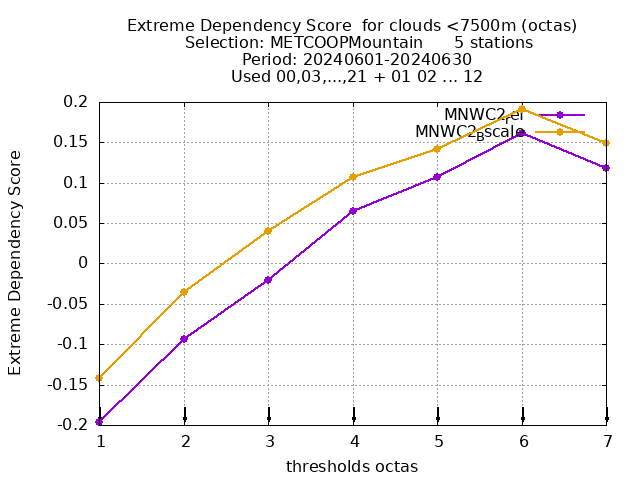 Extreme Dependency Score  for clouds <7500m (octas)
Selection: METCOOPMountain      5 stations
Period: 20240601-20240630
Used 00,03,...,21 + 01 02 ... 12
0.2
0.15
0.1
0.05
0
-0.05
-0.1
-0.15
-0.2
Extreme Dependency Score
MNWC2_rel
MNWC2_Bscale
1 2 3 4 5 6 7
thresholds octas